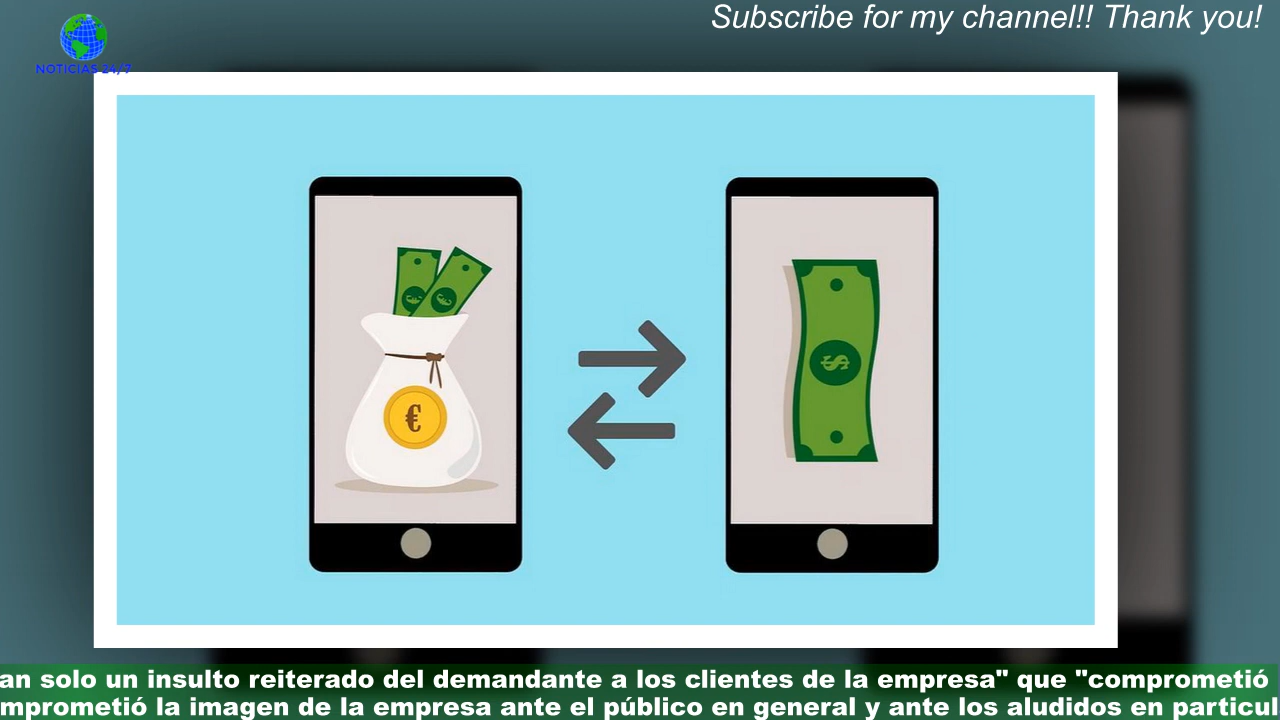 Subscribe for my channel!! Thank you!
NOTICIAS 24/7
€
$
an solo un insulto reiterado del demandante a los clientes de la empresa" que "comprometió
mprometió la imagen de la empresa ante el público en general y ante los aludidos en particul